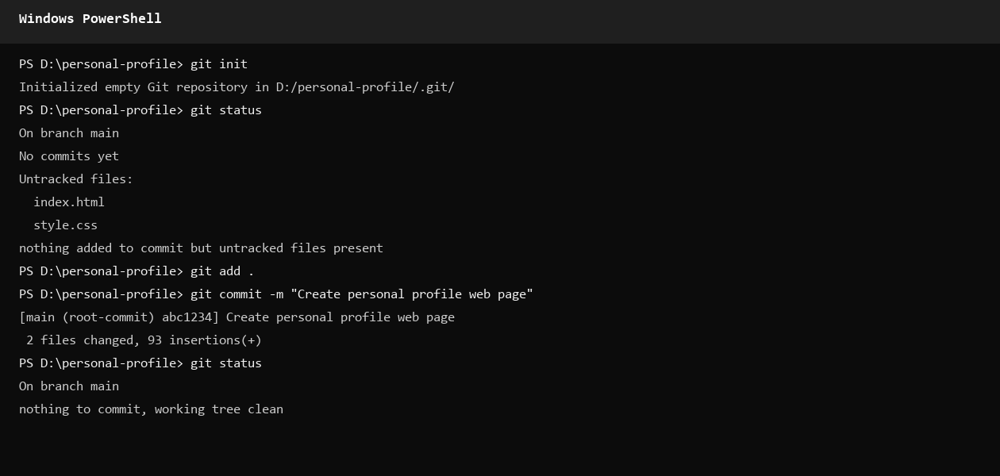 Windows PowerShell
PS D:\personal-profile> git init
Initialized empty Git repository in D:/personal-profile/.git/
PS D:\personal-profile> git status
On branch main
No commits yet
Untracked files:
  index.html
  style.css
nothing added to commit but untracked files present
PS D:\personal-profile> git add .
PS D:\personal-profile> git commit -m "Create personal profile web page"
[main (root-commit) abc1234] Create personal profile web page
 2 files changed, 93 insertions(+)
PS D:\personal-profile> git status
On branch main
nothing to commit, working tree clean